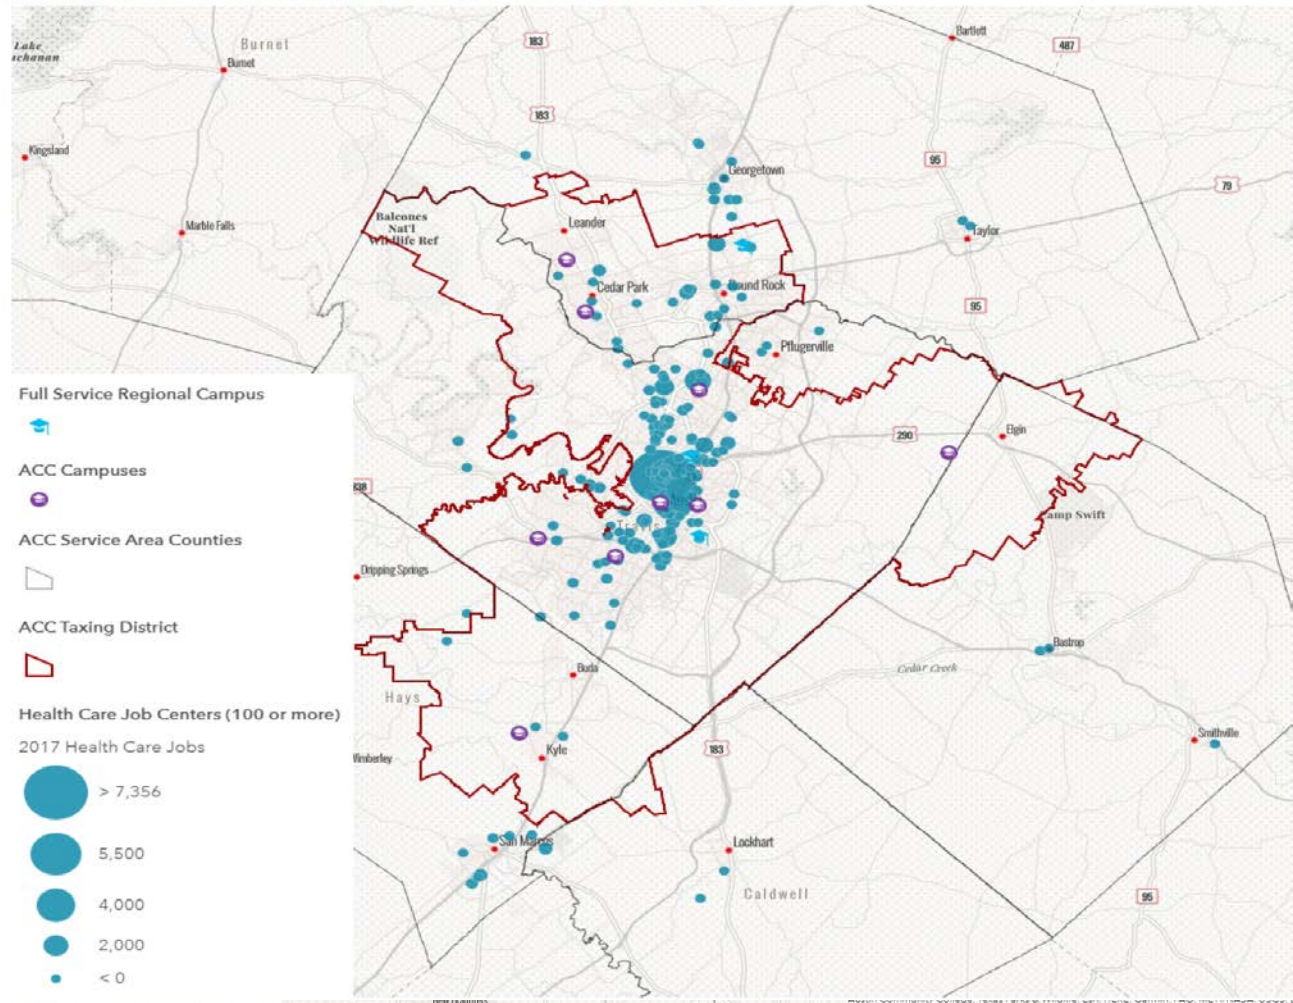 183
Bartlett
487
Lake
Burnet
Burnet
183
Kingsland
95
Georgetown
79
Balcones
Nat'l
Wildlife Ref
Leander
Marble Falls
Taylor
Cedar Park
Round Rock
95
Pflugerville
Full Service Regional Campus
Elgin
290
ACC Campuses
Camp Swift
Travis
ACC Service Area Counties
Dripping Springs
ACC Taxing District
Bastrop
Cedar Creek
Buda
Hays
Health Care Job Centers (100 or more)
Smithville
2017 Health Care Jobs
183
Kyle
Wimberley
> 7,356
San Marcos
Lockhart
5,500
Caldwell
95
4,000
2,000
< 0